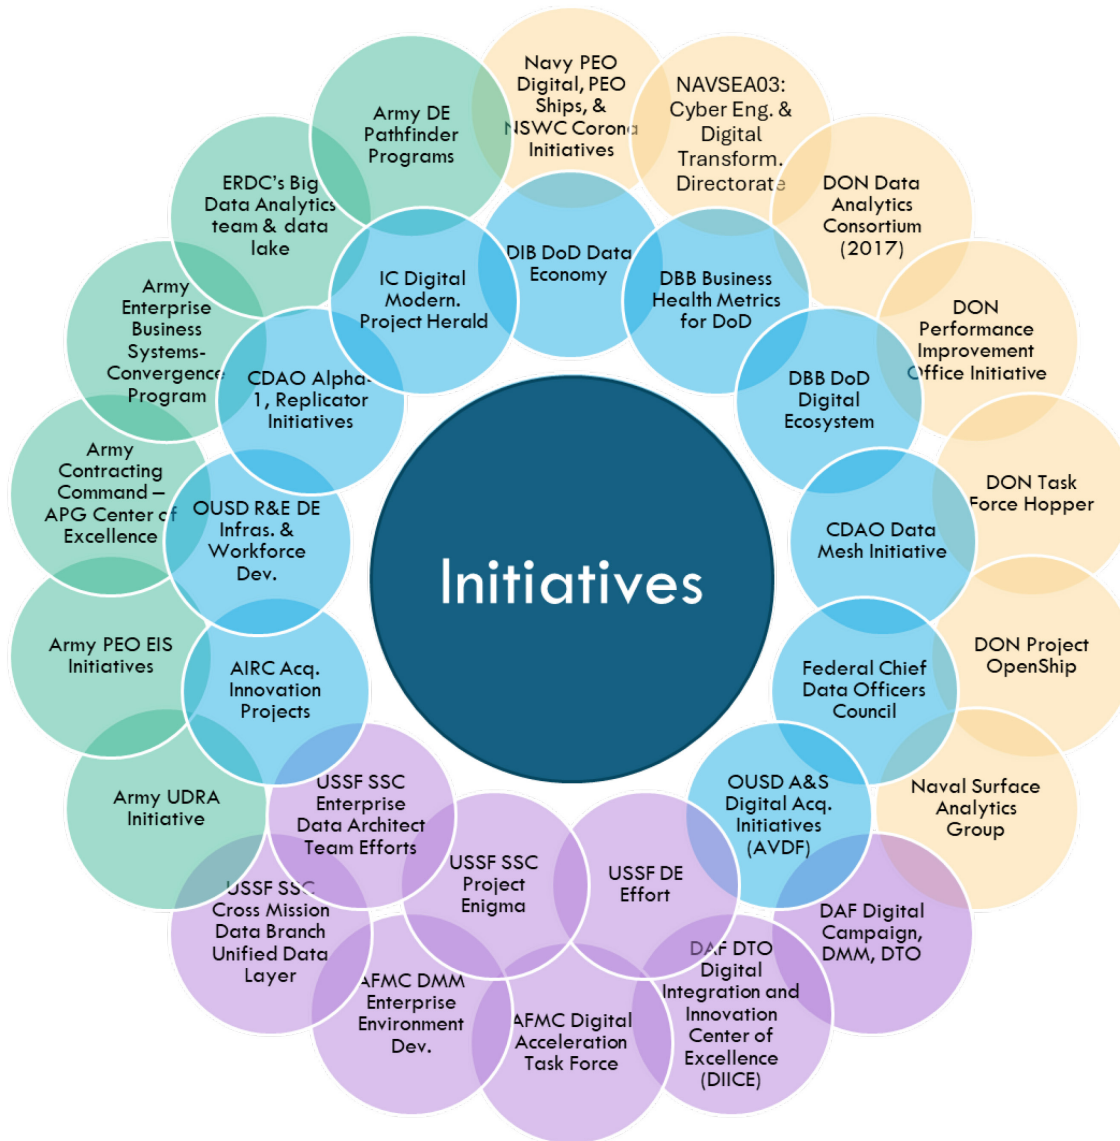 Navy PEO
Digital, PEO
Ships, &
NSWC Corona
Initiatives
NAVSEA03:
Cyber Eng. &
Digital
Transform.
Directorate
DON Data
Analytics
Consortium
(2017)
DON
Performance
Improvement
Office Initiative
DON Task
Force Hopper
DON Project
OpenShip
Naval Surface
Analytics
Group
DAF Digital
Campaign,
DMM, DTO
DAF DTO
Digital
Integration and
Innovation
Center of
Excellence
(DIICE)
AFMC Digital
Acceleration
Task Force
AFMC DMM
Enterprise
Environment
Dev.
USSF SSC
Cross Mission
Data Branch
Unified Data
Layer
Army UDRA
Initiative
Army PEO EIS
Initiatives
Army
Contracting
Command –
APG Center of
Excellence
Army
Enterprise
Business
Systems-
Convergence
Program
ERDC's Big
Data Analytics
team & data
lake
Army DE
Pathfinder
Programs
DIB DoD Data
Economy
DBB Business
Health Metrics
for DoD
DBB DoD
Digital
Ecosystem
CDAO Data
Mesh Initiative
Federal Chief
Data Officers
Council
OUSD A&S
Digital Acq.
Initiatives
(AVDF)
USSF DE
Effort
USSF SSC
Project
Enigma
USSF SSC
Enterprise
Data Architect
Team Efforts
AIRC Acq.
Innovation
Projects
OUSD R&E DE
Infras. &
Workforce
Dev.
CDAO Alpha-
1, Replicator
Initiatives
IC Digital
Modern.
Project Herald
Initiatives